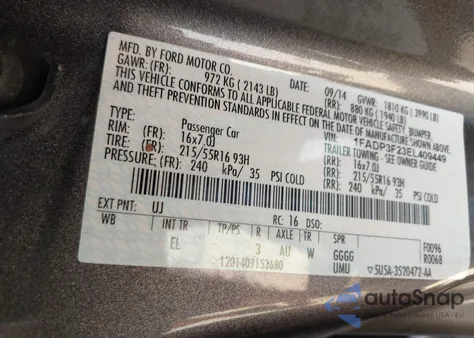 MFD. BY FORD MOTOR CO.
DATE: 09/14 GVWR: 1810 KG ( 3990 LB)
GAWR: (FR): 972 KG ( 2143 LB) (RR): 880 KG ( 1940 LB)
THIS VEHICLE CONFORMS TO ALL APPLICABLE FEDERAL MOTOR VEHICLE SAFETY, BUMPER,
AND THEFT PREVENTION STANDARDS IN EFFECT ON THE DATE OF MANUFACTURE SHOWN ABOVE.
VIN: 1FADP3F23EL409449
TYPE: Passenger Car TRAILER TOWING - SEE OWNER GUIDE
RIM: (FR): 16x7.0J (RR): 16x7.0J
TIRE: (FR): 215/55R16 93H (RR): 215/55R16 93H
PRESSURE: (FR): 240 kPa/ 35 PSI COLD (RR): 240 kPa/ 35 PSI COLD
EXT PNT: UJ RC: 16 DSO:
WB INT TR TP/PS R AXLE TR SPR F0096
EL 3 AU W GGGG R0068
1201409153680 UMU 5U5A-3520472-AA
autoSnap